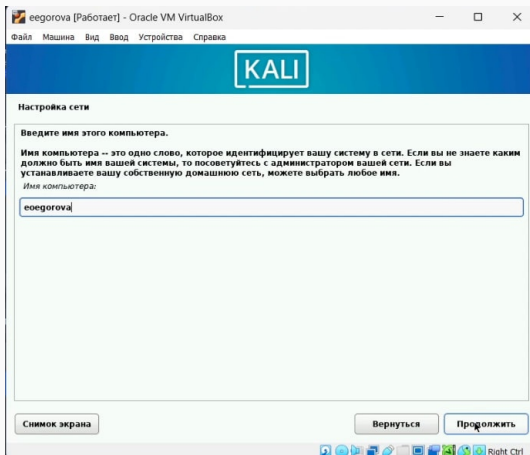 eegorova [Работает] - Oracle VM VirtualBox
Файл Машина Вид Ввод Устройства Справка
KALI
Настройка сети
Введите имя этого компьютера.
Имя компьютера -- это одно слово, которое идентифицирует вашу систему в сети. Если вы не знаете каким
должно быть имя вашей системы, то посоветуйтесь с администратором вашей сети. Если вы
устанавливаете вашу собственную домашнюю сеть, можете выбрать любое имя.
Имя компьютера:
eoegorova
Снимок экрана Вернуться Продолжить
Right Ctrl